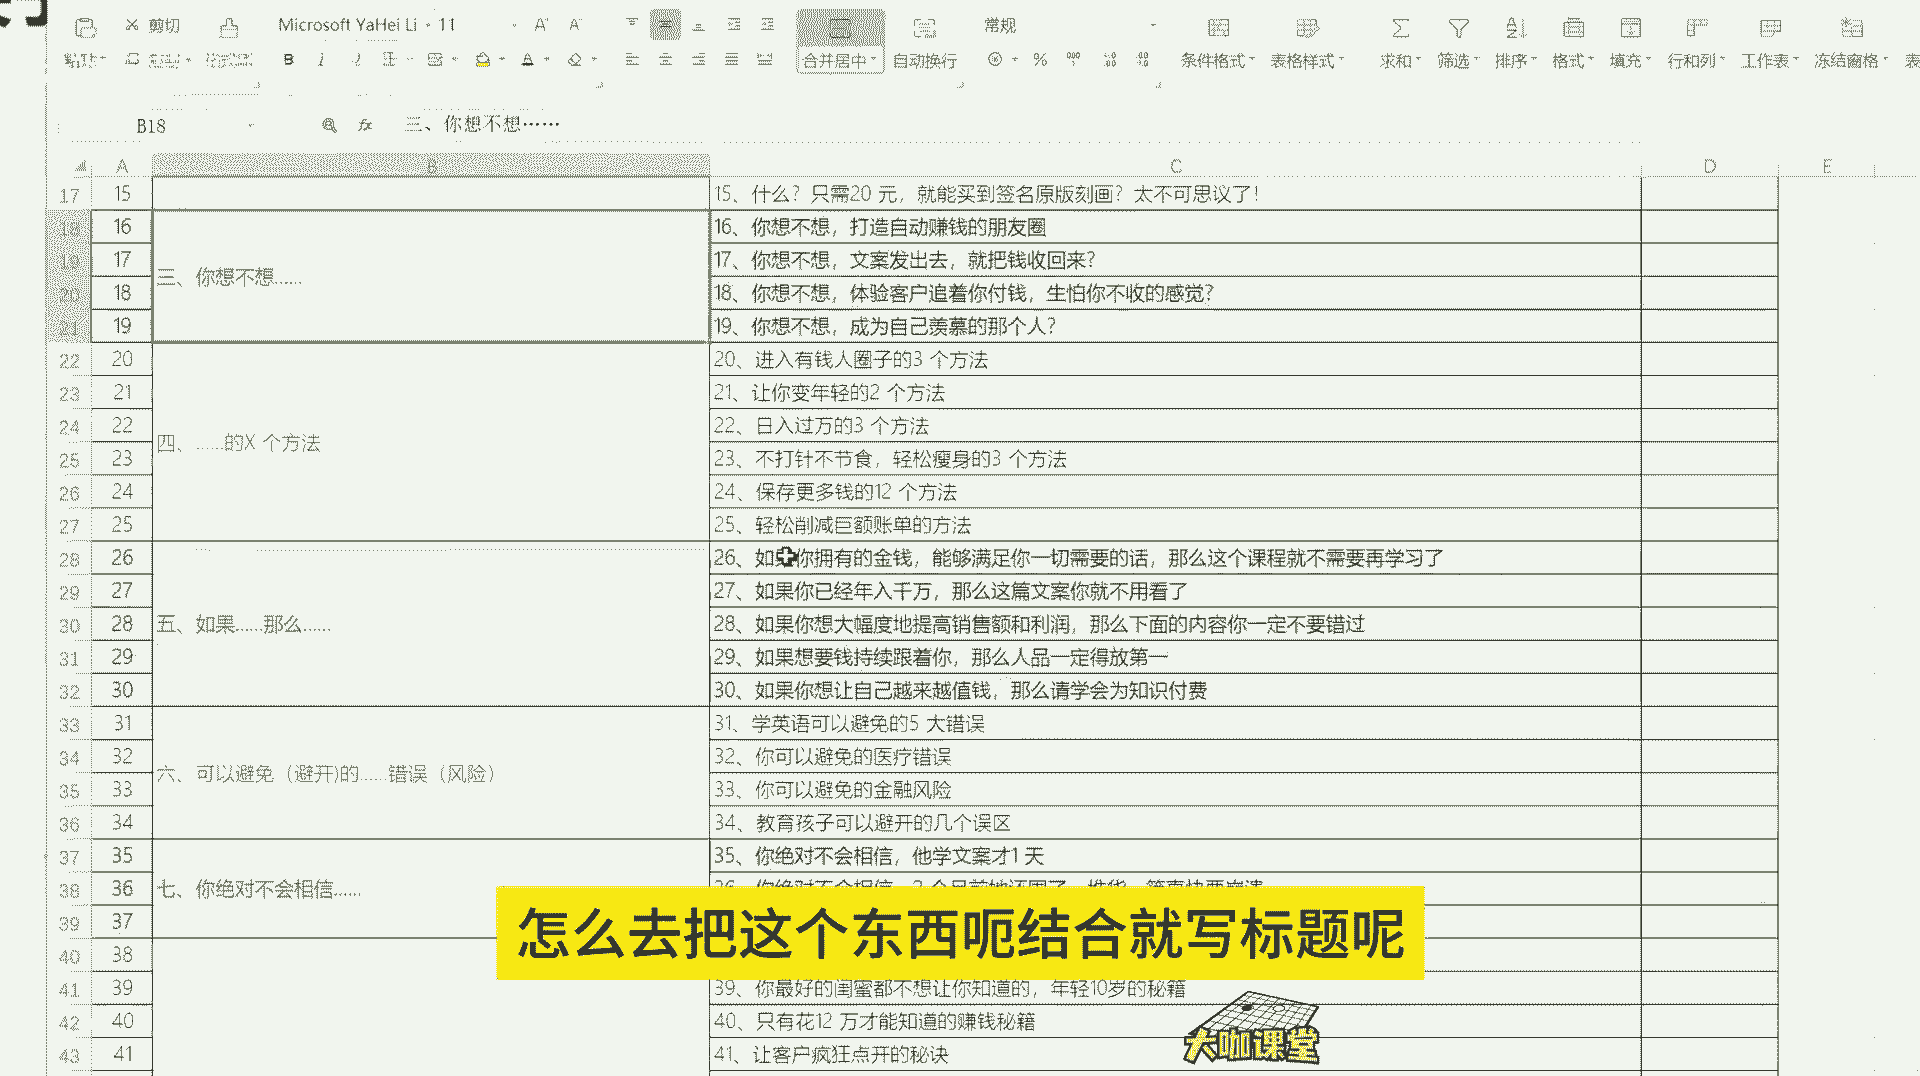 剪切
Microsoft YaHei Li 11 A⁺ A⁻
常规
B I 合并居中 自动换行 % 条件格式 表格样式 求和 筛选 排序 格式 填充 行和列 工作表 冻结窗格
B18 fx 三、你想不想……
A B C D E
17 15 15、什么？只需20 元，就能买到签名原版刻画？太不可思议了！
18 16 16、你想不想，打造自动赚钱的朋友圈
19 17 三、你想不想…… 17、你想不想，文案发出去，就把钱收回来？
20 18 18、你想不想，体验客户追着你付钱，生怕你不收的感觉？
21 19 19、你想不想，成为自己羡慕的那个人？
22 20 20、进入有钱人圈子的3 个方法
23 21 21、让你变年轻的2 个方法
24 22 四、……的X 个方法 22、日入过万的3 个方法
25 23 23、不打针不节食，轻松瘦身的3 个方法
26 24 24、保存更多钱的12 个方法
27 25 25、轻松削减巨额账单的方法
28 26 26、如 你拥有的金钱，能够满足你一切需要的话，那么这个课程就不需要再学习了
29 27 27、如果你已经年入千万，那么这篇文案你就不用看了
30 28 五、如果……那么…… 28、如果你想大幅度地提高销售额和利润，那么下面的内容你一定不要错过
31 29 29、如果想要钱持续跟着你，那么人品一定得放第一
32 30 30、如果你想让自己越来越值钱，那么请学会为知识付费
33 31 31、学英语可以避免的5 大错误
34 32 六、可以避免（避开)的……错误（风险） 32、你可以避免的医疗错误
35 33 33、你可以避免的金融风险
36 34 34、教育孩子可以避开的几个误区
37 35 35、你绝对不会相信，他学文案才1 天
38 36 七、你绝对不会相信……
39 37
怎么去把这个东西呃结合就写标题呢
40 38
41 39 39、你最好的闺蜜都不想让你知道的，年轻10岁的秘籍
42 40 40、只有花12 万才能知道的赚钱秘籍
43 41 41、让客户疯狂点开的秘诀
大咖课堂